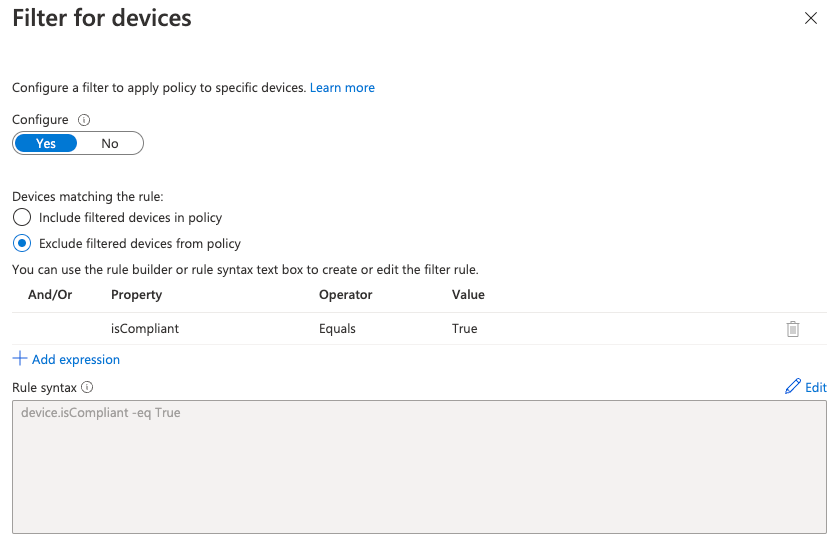 Filter for devices
Configure a filter to apply policy to specific devices. Learn more
Configure
Yes No
Devices matching the rule:
Include filtered devices in policy
Exclude filtered devices from policy
You can use the rule builder or rule syntax text box to create or edit the filter rule.
And/Or Property Operator Value
isCompliant Equals True
Add expression
Rule syntax Edit
device.isCompliant -eq True